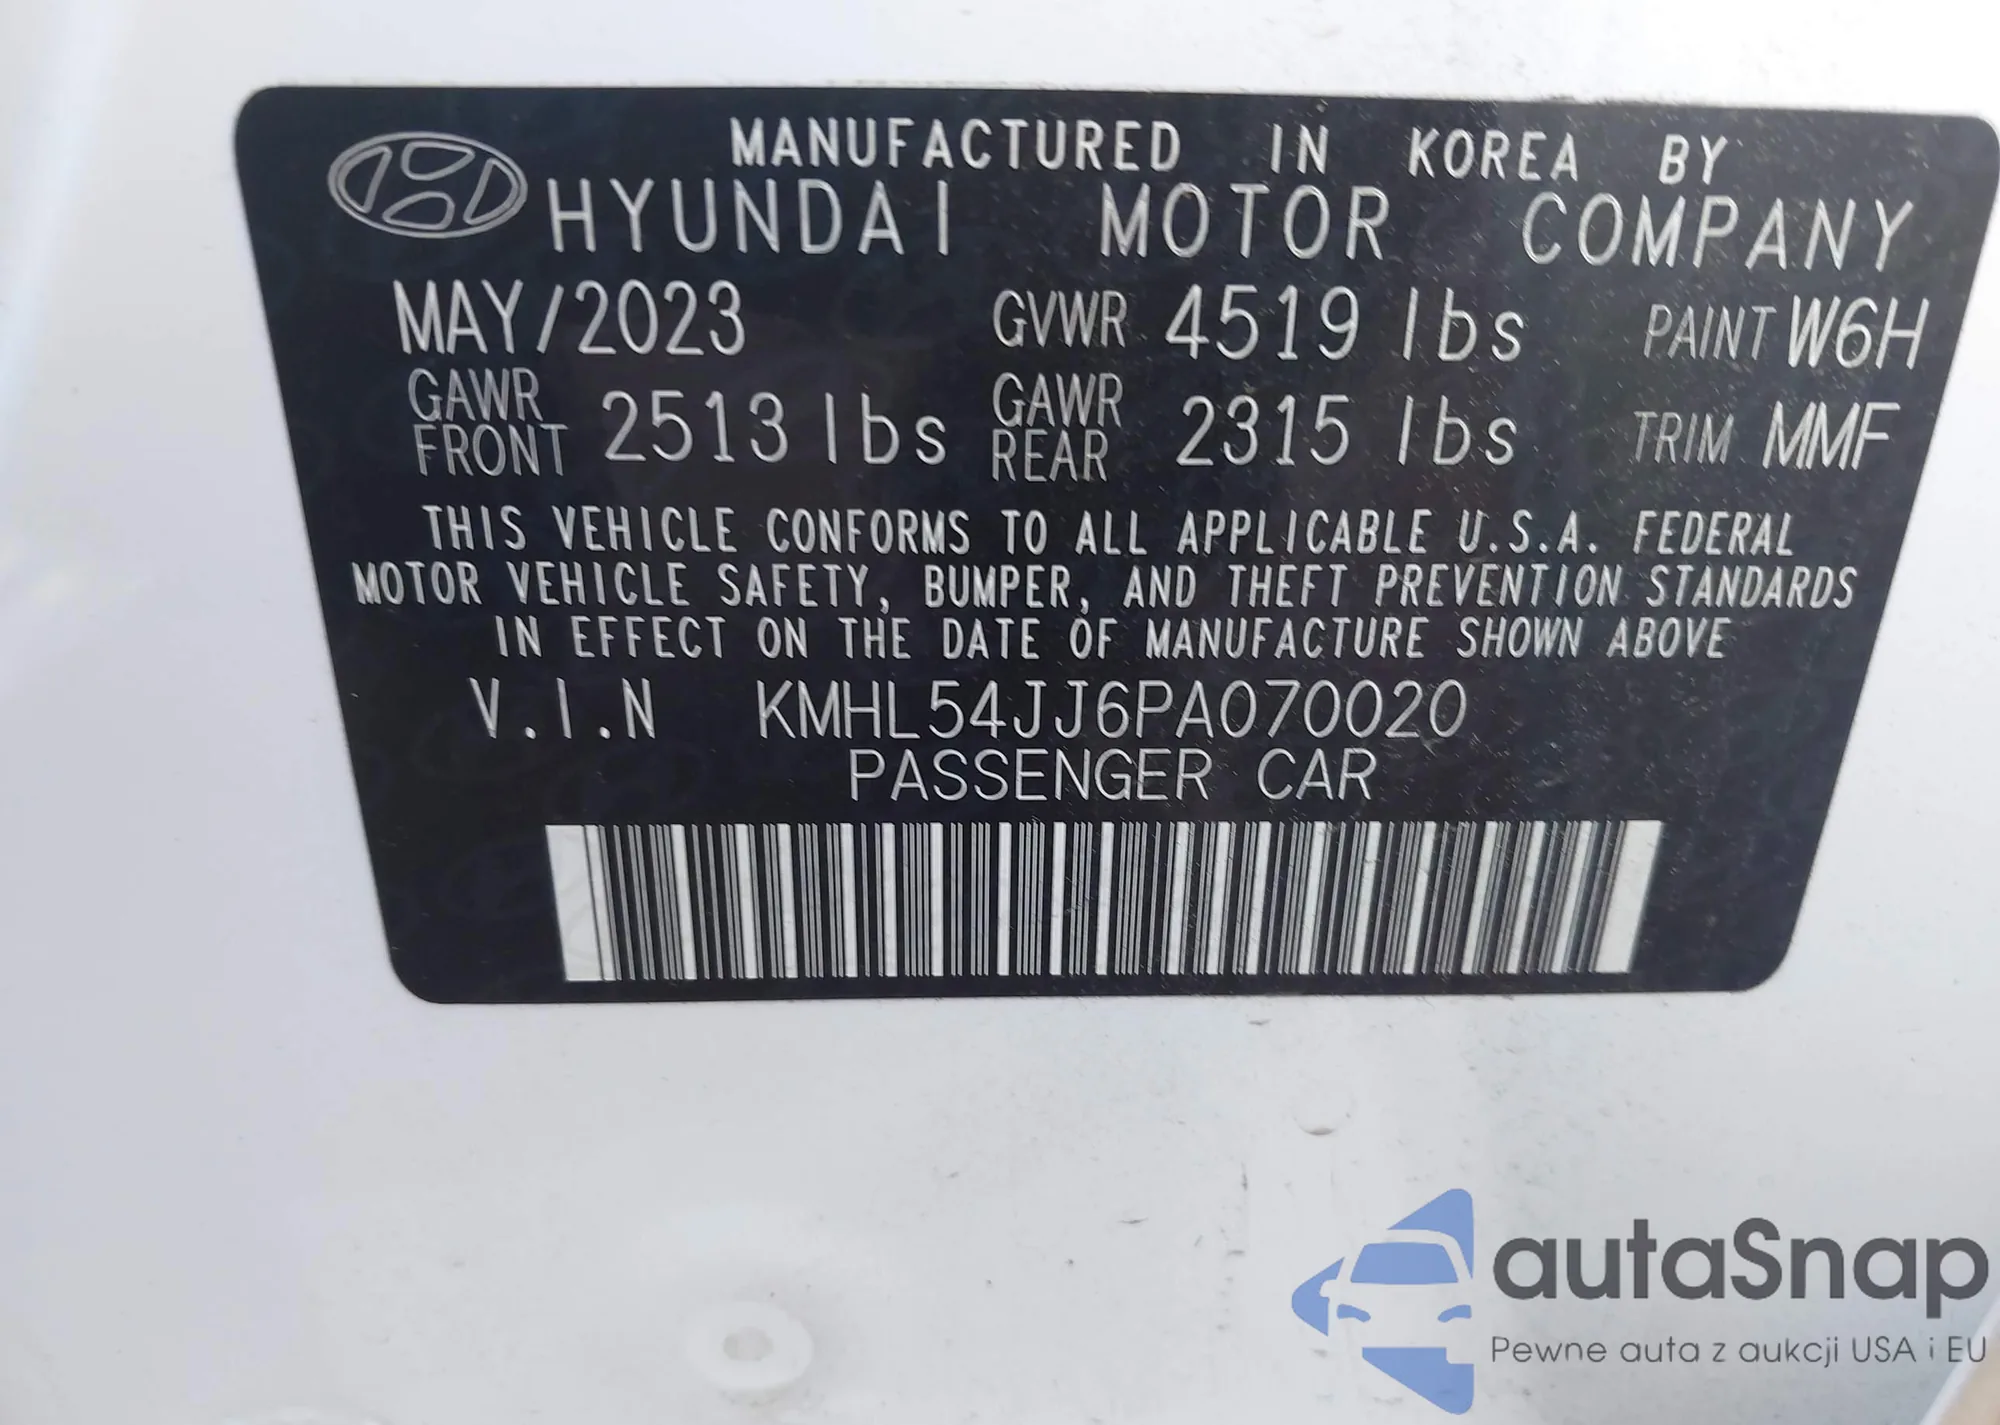 MANUFACTURED IN KOREA BY
HYUNDAI MOTOR COMPANY
MAY/2023 GVWR 4519 lbs PAINT W6H
GAWR FRONT 2513 lbs GAWR REAR 2315 lbs TRIM MMF
THIS VEHICLE CONFORMS TO ALL APPLICABLE U.S.A. FEDERAL
MOTOR VEHICLE SAFETY, BUMPER, AND THEFT PREVENTION STANDARDS
IN EFFECT ON THE DATE OF MANUFACTURE SHOWN ABOVE
V.I.N KMHL54JJ6PA070020
PASSENGER CAR
autaSnap
Pewne auta z aukcji USA i EU